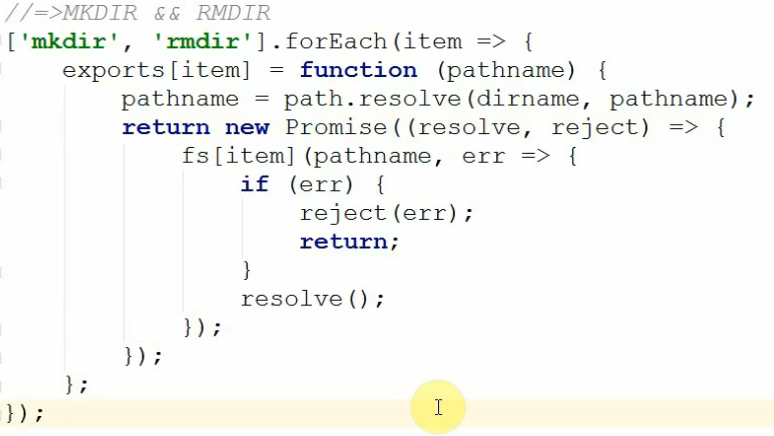 //=>MKDIR && RMDIR
['mkdir', 'rmdir'].forEach(item => {
    exports[item] = function (pathname) {
        pathname = path.resolve(dirname, pathname);
        return new Promise((resolve, reject) => {
            fs[item](pathname, err => {
                if (err) {
                    reject(err);
                    return;
                }
                resolve();
            });
        });
    };
});